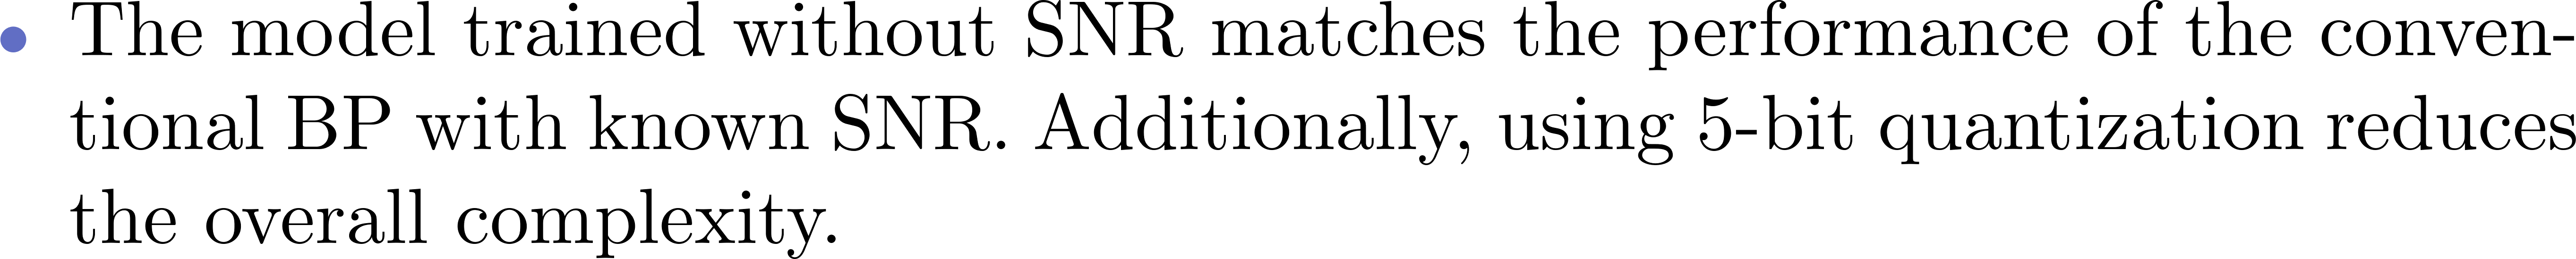 • The model trained without SNR matches the performance of the conven-
tional BP with known SNR. Additionally, using 5-bit quantization reduces
the overall complexity.